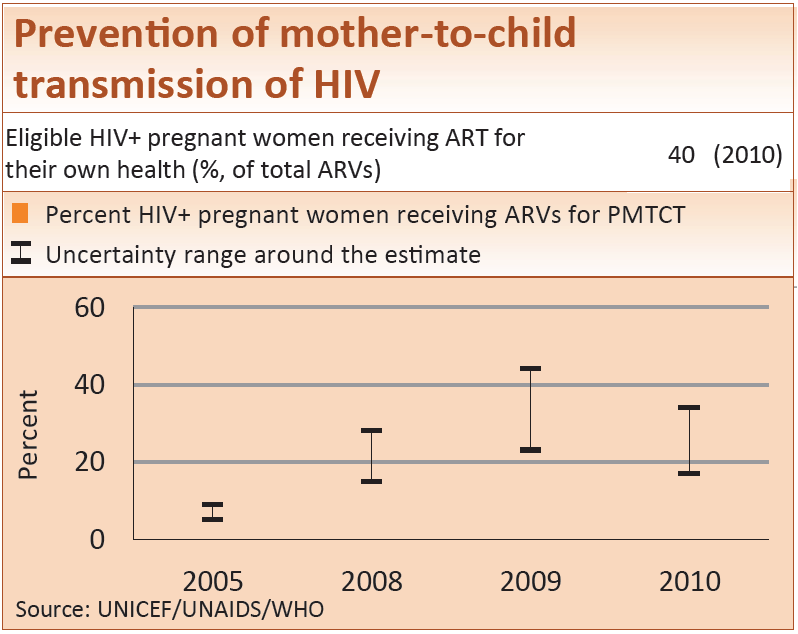 Prevention of mother-to-child
transmission of HIV
Eligible HIV+ pregnant women receiving ART for
their own health (%, of total ARVs)
40 (2010)
Percent HIV+ pregnant women receiving ARVs for PMTCT
Uncertainty range around the estimate
Percent
60
40
20
0
2005 2008 2009 2010
Source: UNICEF/UNAIDS/WHO